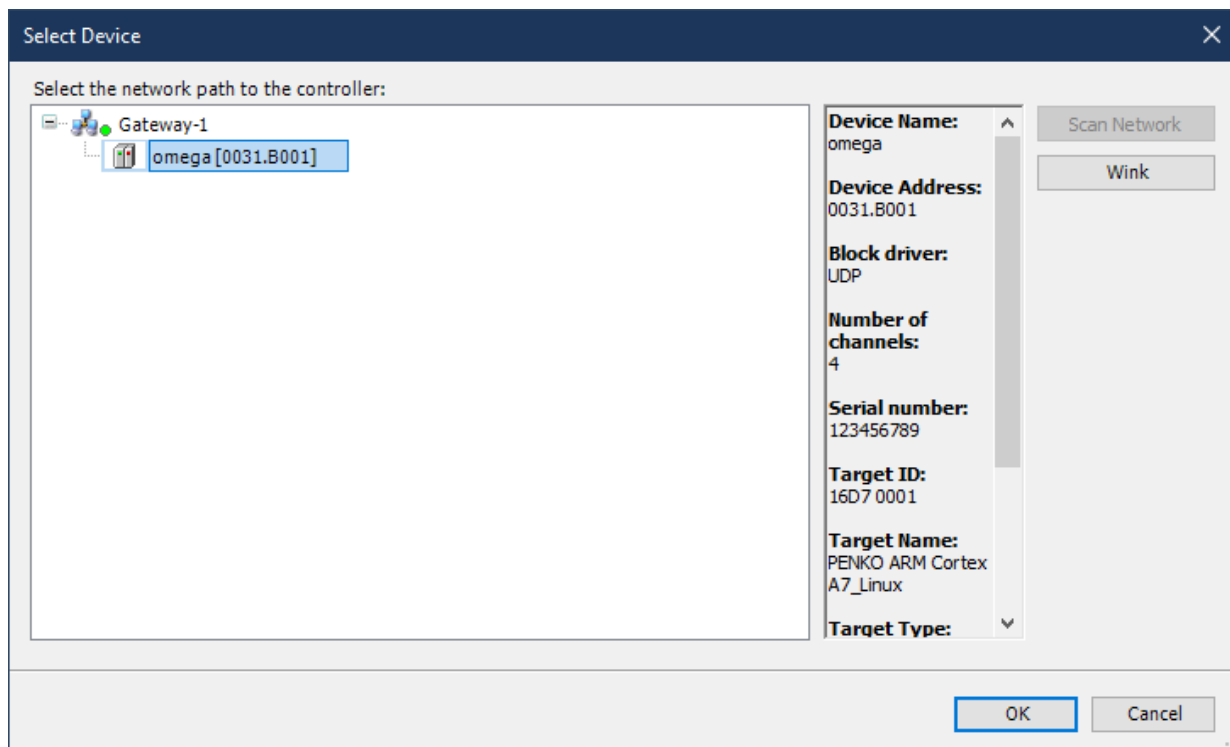 Select Device
Select the network path to the controller:
Gateway-1
omega [0031.B001]
Device Name:
omega
Device Address:
0031.B001
Block driver:
UDP
Number of
channels:
4
Serial number:
123456789
Target ID:
16D7 0001
Target Name:
PENKO ARM Cortex
A7_Linux
Target Type:
Scan Network
Wink
OK
Cancel